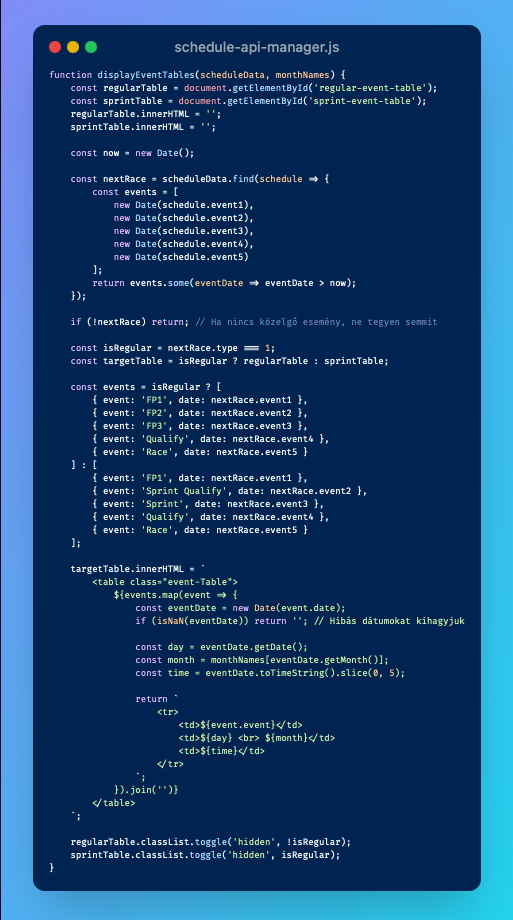 schedule-api-manager.js
function displayEventTables(scheduleData, monthNames) {
    const regularTable = document.getElementById('regular-event-table');
    const sprintTable = document.getElementById('sprint-event-table');
    regularTable.innerHTML = '';
    sprintTable.innerHTML = '';

    const now = new Date();

    const nextRace = scheduleData.find(schedule => {
        const events = [
            new Date(schedule.event1),
            new Date(schedule.event2),
            new Date(schedule.event3),
            new Date(schedule.event4),
            new Date(schedule.event5)
        ];
        return events.some(eventDate => eventDate > now);
    });

    if (!nextRace) return; // Ha nincs közelgő esemény, ne tegyen semmit

    const isRegular = nextRace.type === 1;
    const targetTable = isRegular ? regularTable : sprintTable;

    const events = isRegular ? [
        { event: 'FP1', date: nextRace.event1 },
        { event: 'FP2', date: nextRace.event2 },
        { event: 'FP3', date: nextRace.event3 },
        { event: 'Qualify', date: nextRace.event4 },
        { event: 'Race', date: nextRace.event5 }
    ] : [
        { event: 'FP1', date: nextRace.event1 },
        { event: 'Sprint Qualify', date: nextRace.event2 },
        { event: 'Sprint', date: nextRace.event3 },
        { event: 'Qualify', date: nextRace.event4 },
        { event: 'Race', date: nextRace.event5 }
    ];

    targetTable.innerHTML = `
        <table class="event-Table">
            ${events.map(event => {
                const eventDate = new Date(event.date);
                if (isNaN(eventDate)) return ''; // Hibás dátumokat kihagyjuk

                const day = eventDate.getDate();
                const month = monthNames[eventDate.getMonth()];
                const time = eventDate.toTimeString().slice(0, 5);

                return `
                    <tr>
                        <td>${event.event}</td>
                        <td>${day} <br> ${month}</td>
                        <td>${time}</td>
                    </tr>
                `;
            }).join('')}
        </table>
    `;

    regularTable.classList.toggle('hidden', !isRegular);
    sprintTable.classList.toggle('hidden', isRegular);
}